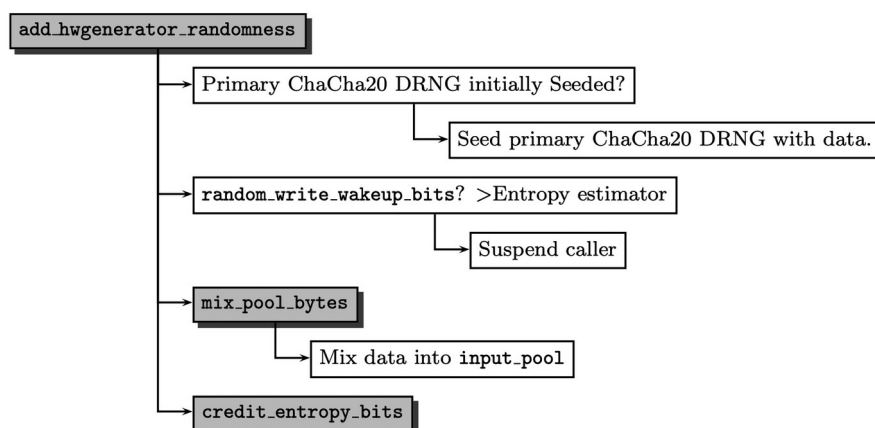 add_hwgenerator_randomness
Primary ChaCha20 DRNG initially Seeded?
Seed primary ChaCha20 DRNG with data.
random_write_wakeup_bits? >Entropy estimator
Suspend caller
mix_pool_bytes
Mix data into input_pool
credit_entropy_bits